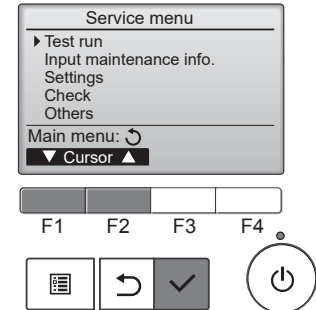 Service menu
Test run
Input maintenance info.
Settings
Check
Others
Main menu:
Cursor
F1 F2 F3 F4